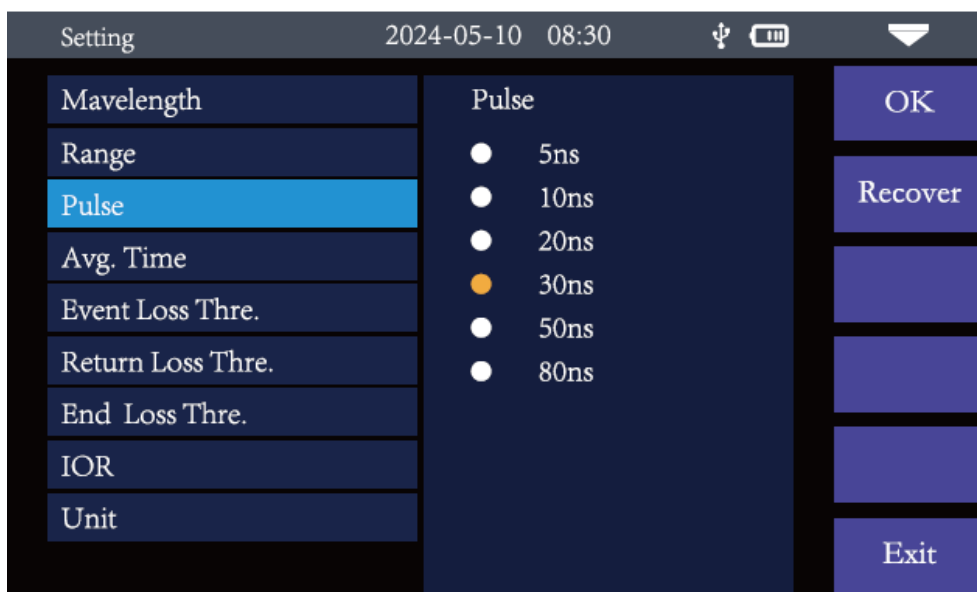 Setting 2024-05-10 08:30
Mavelength
Range
Pulse
Avg. Time
Event Loss Thre.
Return Loss Thre.
End Loss Thre.
IOR
Unit
Pulse
5ns
10ns
20ns
30ns
50ns
80ns
OK
Recover
Exit